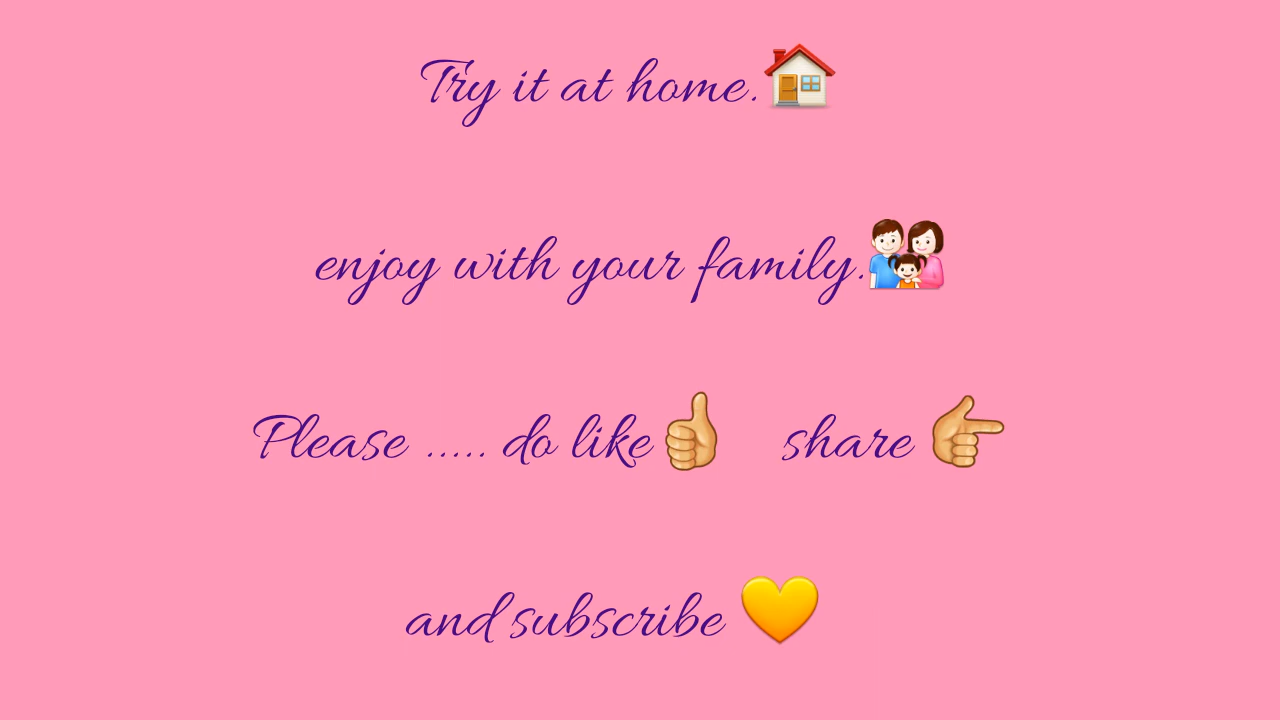 Try it at home.🏠
enjoy with your family.👨‍👩‍👧
Please ..... do like👍 share 👉
and subscribe 💛